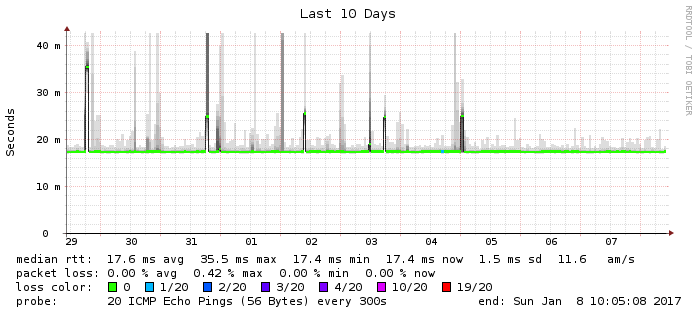 Last 10 Days
RRDTOOL / TOBI OETIKER
Seconds
40 m
30 m
20 m
10 m
0
29 30 31 01 02 03 04 05 06 07
median rtt: 17.6 ms avg 35.5 ms max 17.4 ms min 17.4 ms now 1.5 ms sd 11.6 am/s
packet loss: 0.00 % avg 0.42 % max 0.00 % min 0.00 % now
loss color: 0 1/20 2/20 3/20 4/20 10/20 19/20
probe: 20 ICMP Echo Pings (56 Bytes) every 300s end: Sun Jan 8 10:05:08 2017